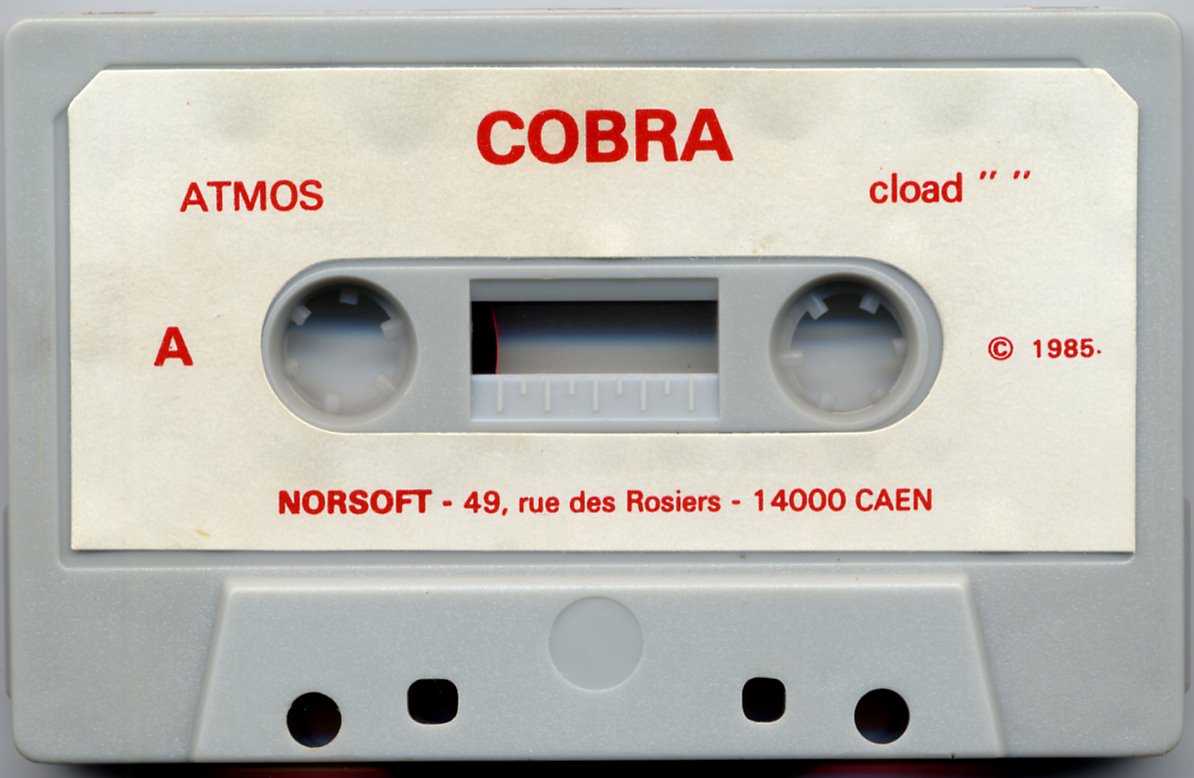 COBRA
ATMOS
cload " "
A
© 1985.
NORSOFT - 49, rue des Rosiers - 14000 CAEN